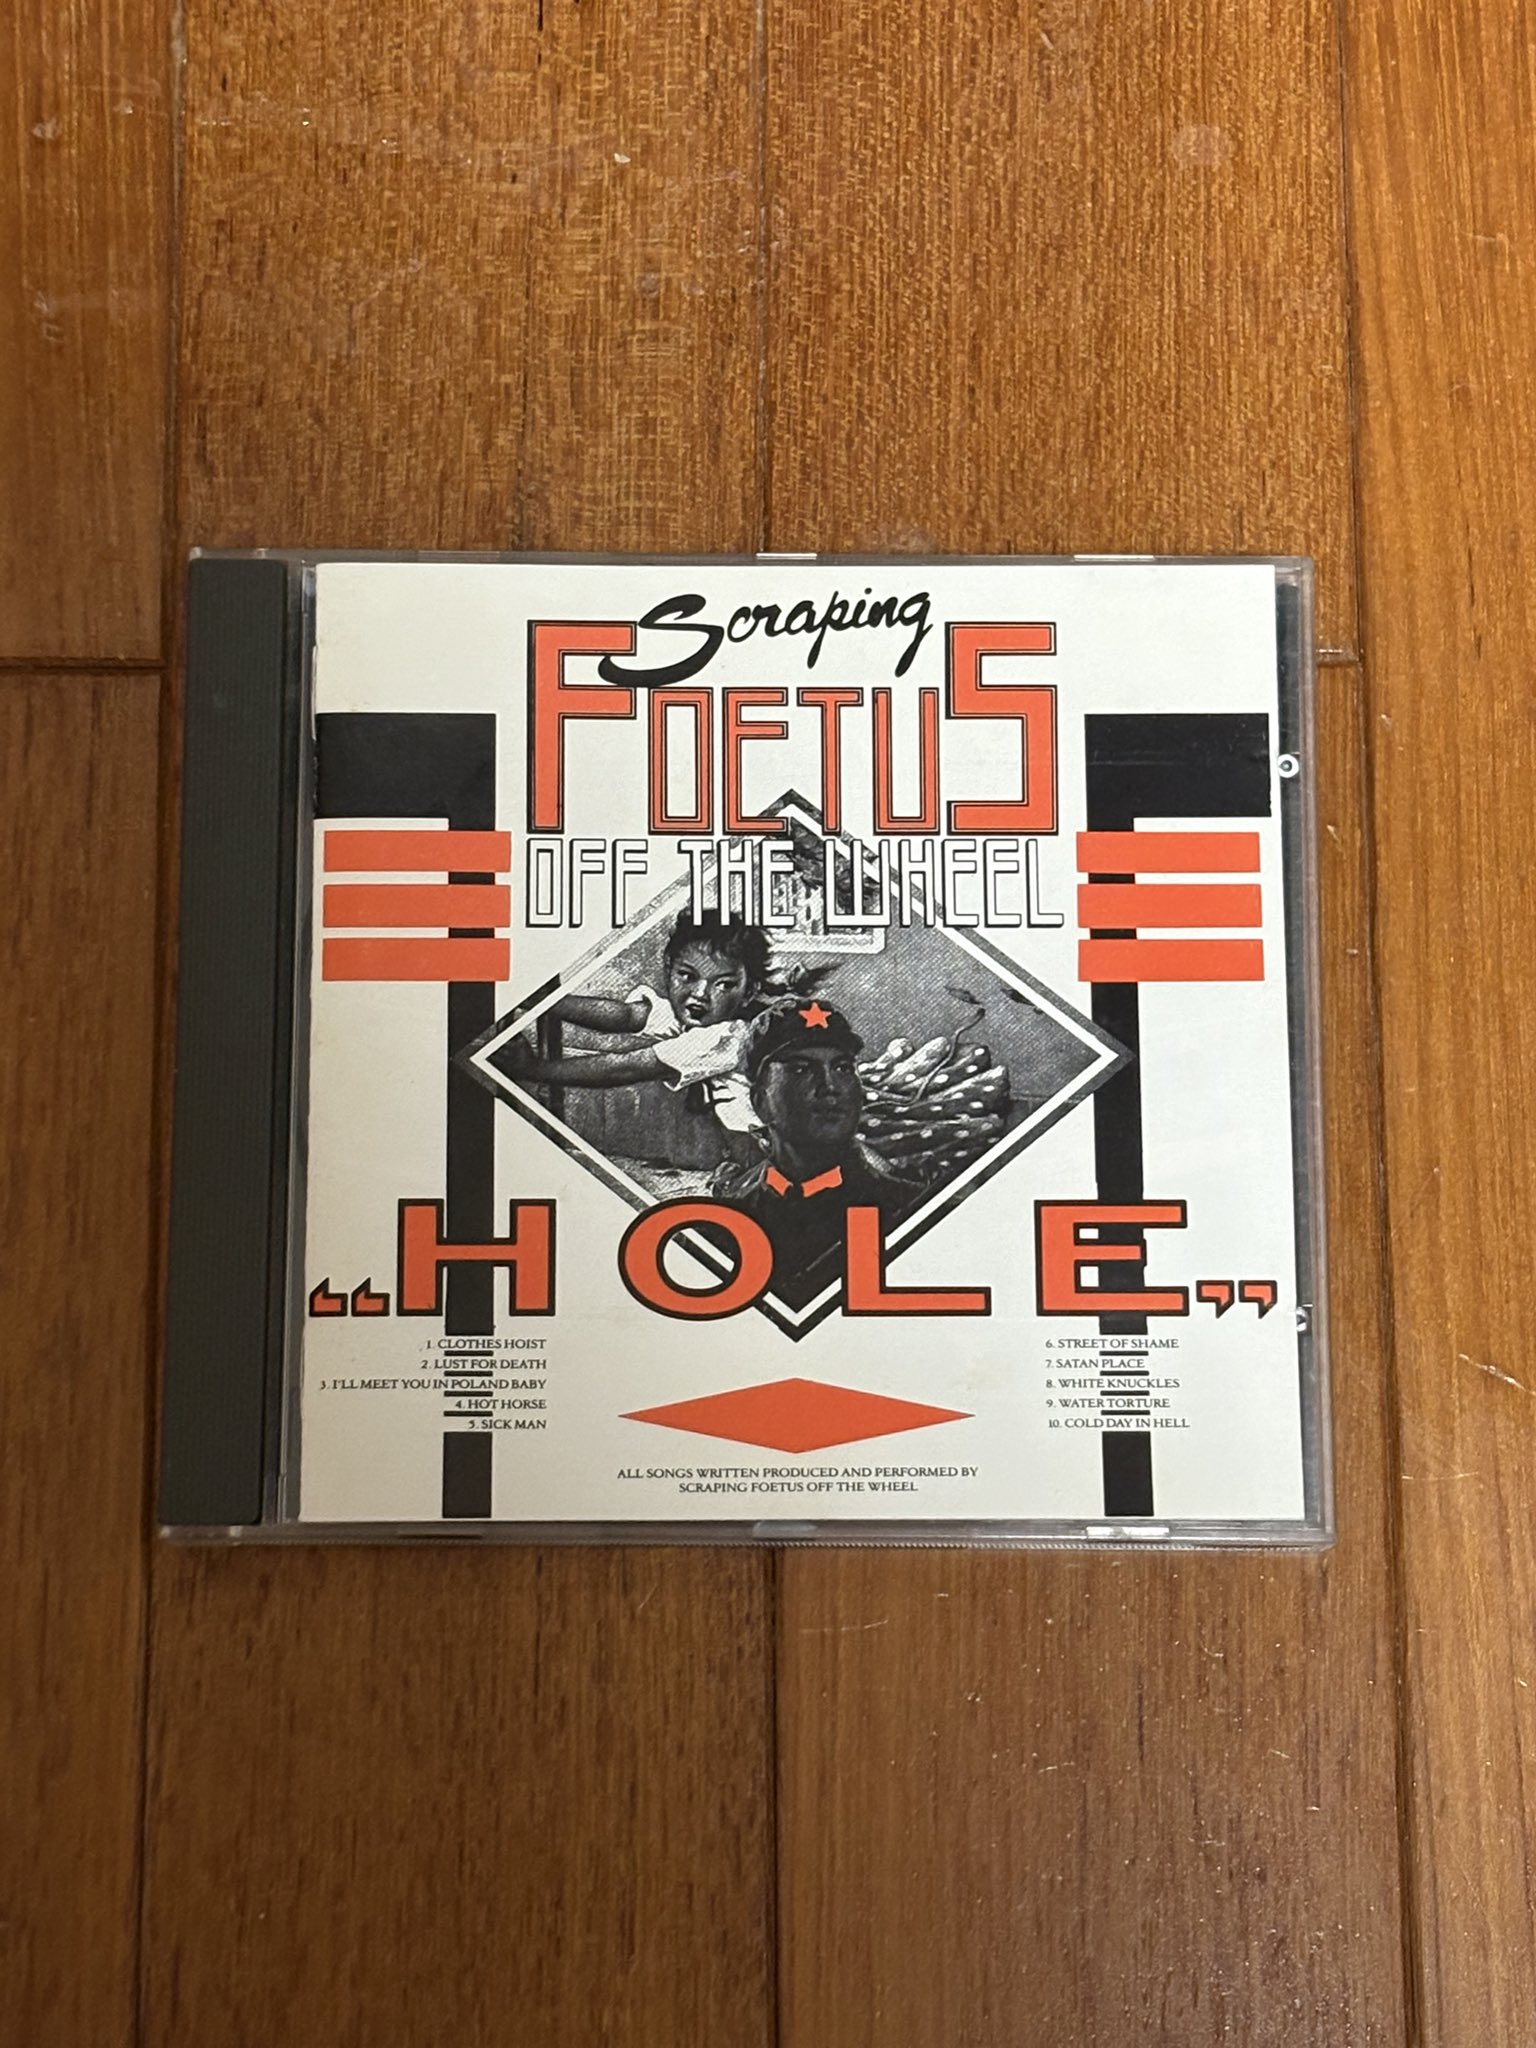 Scraping
FOETUS
OFF THE WHEEL
„HOLE”
1. CLOTHES HOIST
2. LUST FOR DEATH
3. I'LL MEET YOU IN POLAND BABY
4. HOT HORSE
5. SICK MAN
6. STREET OF SHAME
7. SATAN PLACE
8. WHITE KNUCKLES
9. WATER TORTURE
10. COLD DAY IN HELL
ALL SONGS WRITTEN PRODUCED AND PERFORMED BY
SCRAPING FOETUS OFF THE WHEEL